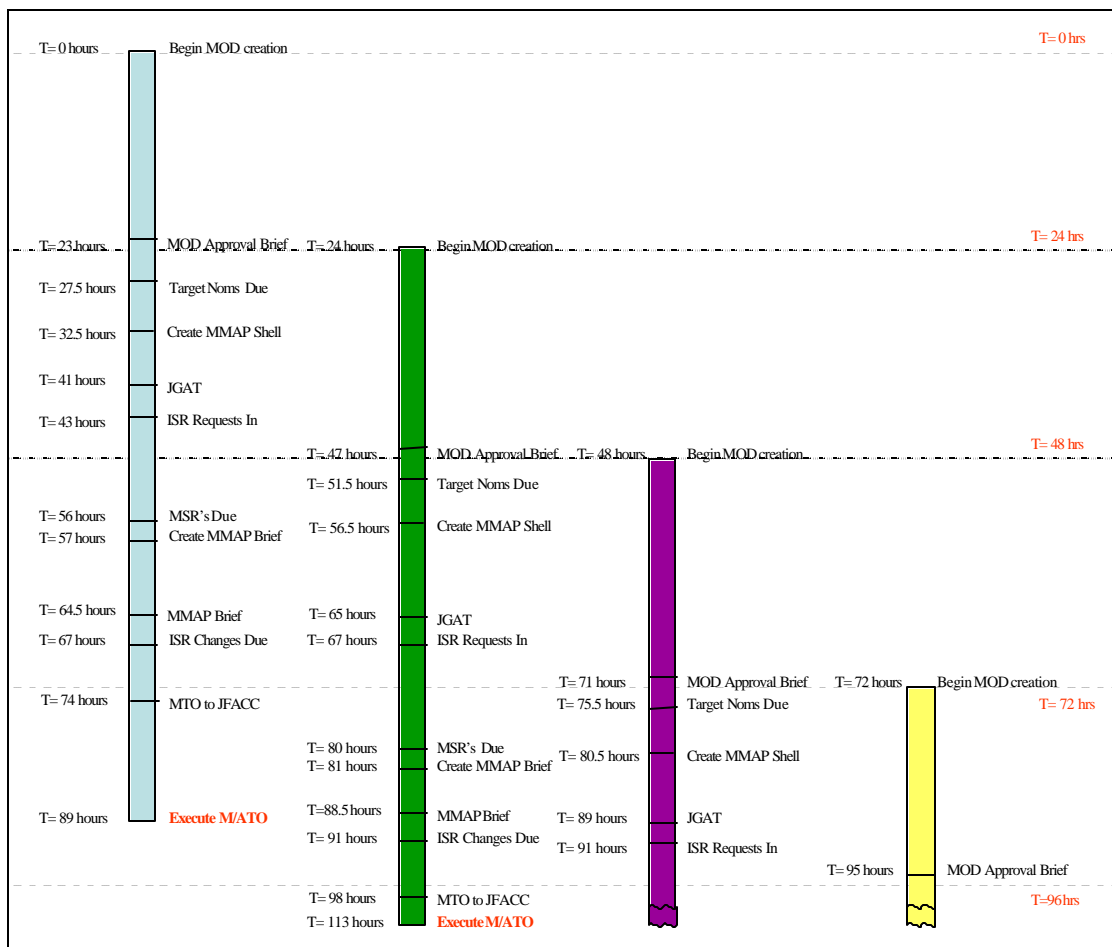 T= 0 hours Begin MOD creation T= 0 hrs
T= 23 hours MOD Approval Brief T= 24 hours Begin MOD creation T= 24 hrs
T= 27.5 hours Target Noms Due
T= 32.5 hours Create MMAP Shell
T= 41 hours JGAT
T= 43 hours ISR Requests In
T= 47 hours MOD Approval Brief T= 48 hours Begin MOD creation T= 48 hrs
T= 51.5 hours Target Noms Due
T= 56 hours MSR's Due T= 56.5 hours Create MMAP Shell
T= 57 hours Create MMAP Brief
T= 64.5 hours MMAP Brief T= 65 hours JGAT
T= 67 hours ISR Changes Due T= 67 hours ISR Requests In
T= 71 hours MOD Approval Brief T= 72 hours Begin MOD creation
T= 74 hours MTO to JFACC T= 75.5 hours Target Noms Due T= 72 hrs
T= 80 hours MSR's Due T= 80.5 hours Create MMAP Shell
T= 81 hours Create MMAP Brief
T= 89 hours Execute M/ATO T=88.5 hours MMAP Brief T= 89 hours JGAT
T= 91 hours ISR Changes Due T= 91 hours ISR Requests In
T= 95 hours MOD Approval Brief
T= 98 hours MTO to JFACC T=96hrs
T= 113 hours Execute M/ATO